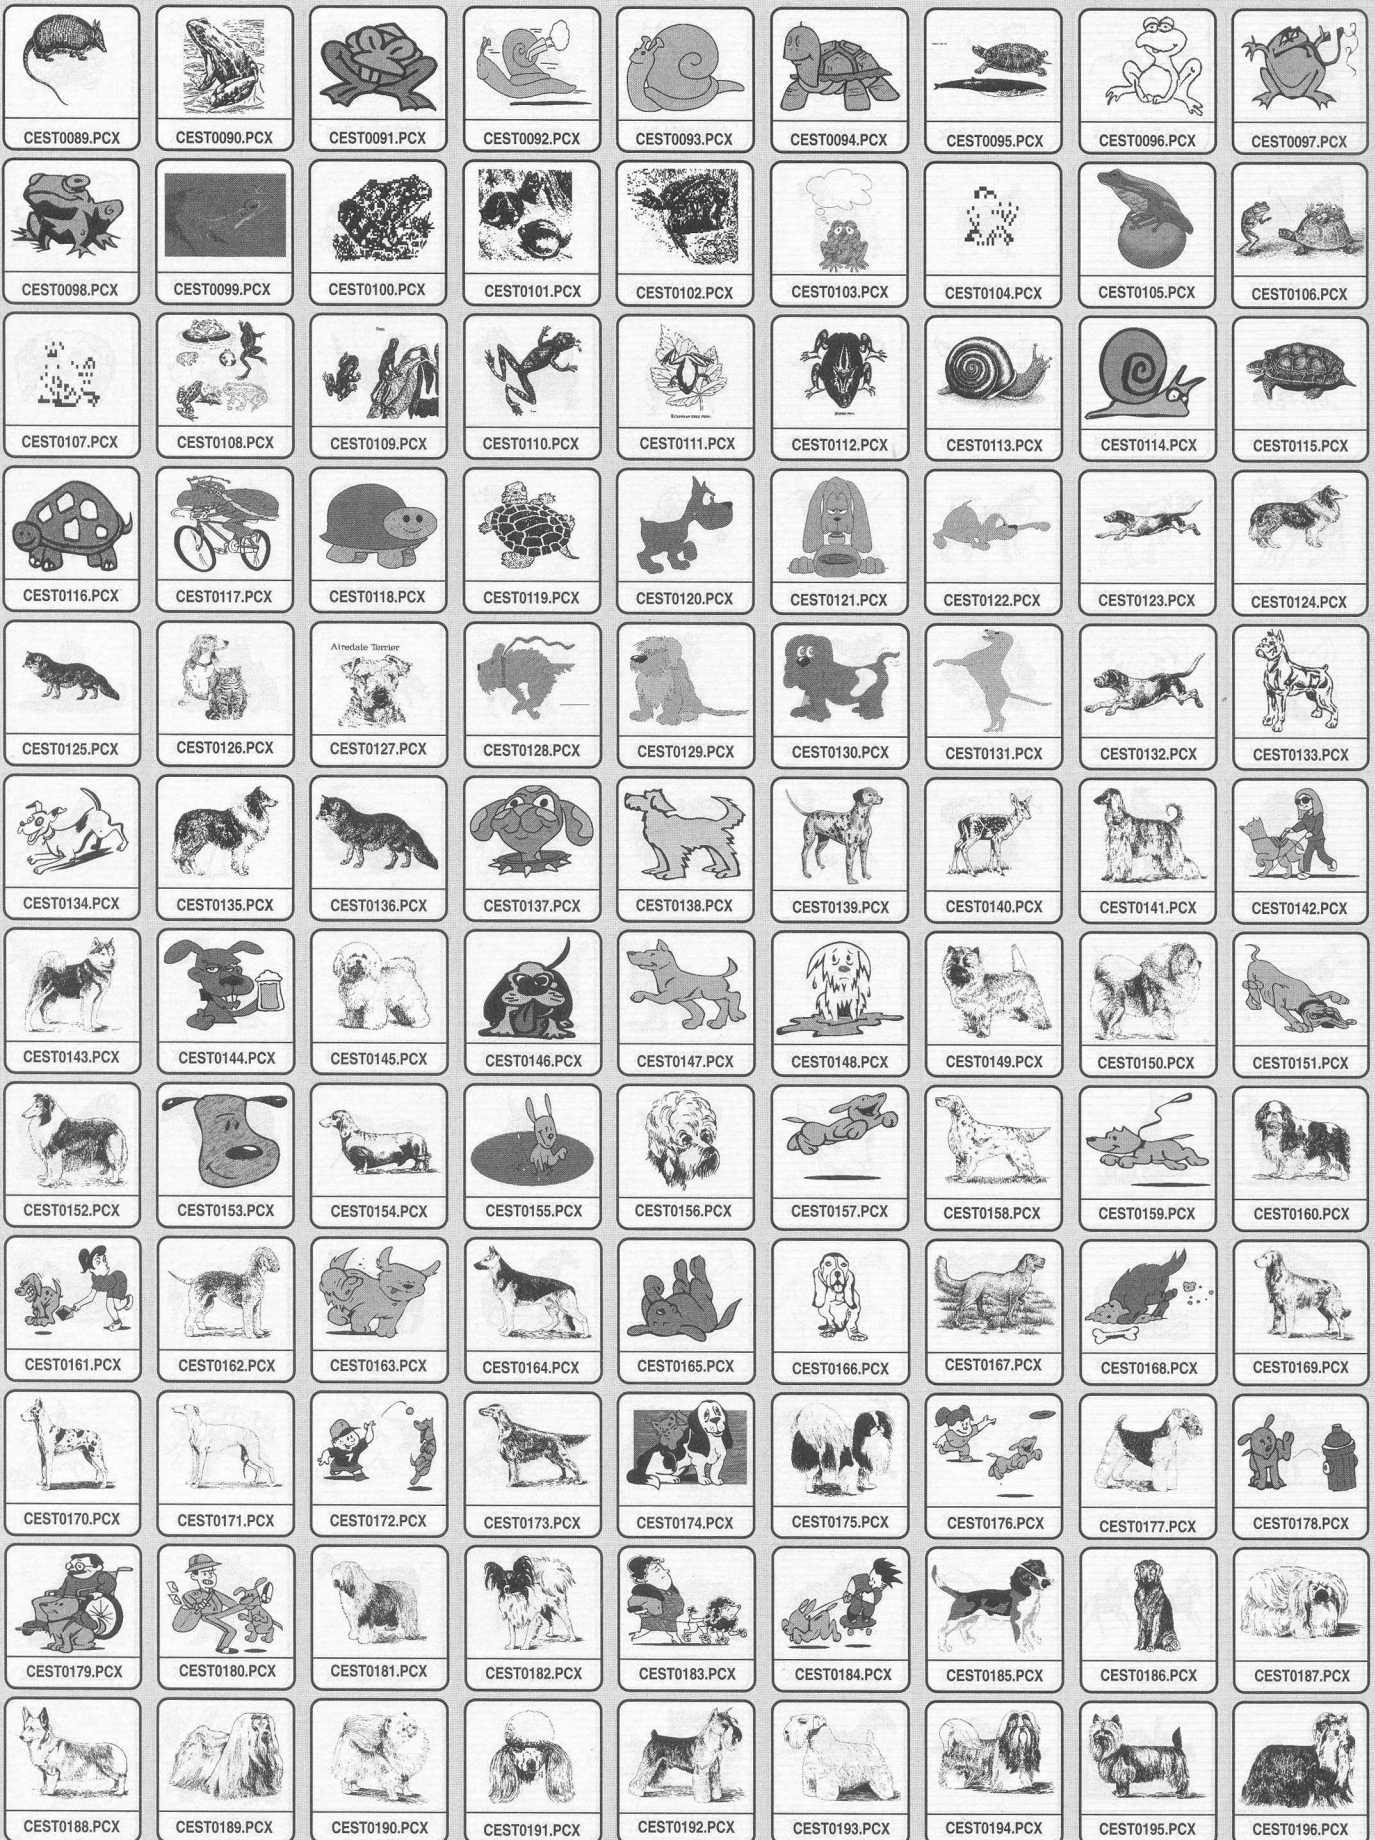 CEST0089.PCX CEST0090.PCX CEST0091.PCX CEST0092.PCX CEST0093.PCX CEST0094.PCX CEST0095.PCX CEST0096.PCX CEST0097.PCX
CEST0098.PCX CEST0099.PCX CEST0100.PCX CEST0101.PCX CEST0102.PCX CEST0103.PCX CEST0104.PCX CEST0105.PCX CEST0106.PCX
EUROPEAN TREE FROG
CEST0107.PCX CEST0108.PCX CEST0109.PCX CEST0110.PCX CEST0111.PCX CEST0112.PCX CEST0113.PCX CEST0114.PCX CEST0115.PCX
CEST0116.PCX CEST0117.PCX CEST0118.PCX CEST0119.PCX CEST0120.PCX CEST0121.PCX CEST0122.PCX CEST0123.PCX CEST0124.PCX
Airedale Terrier
CEST0125.PCX CEST0126.PCX CEST0127.PCX CEST0128.PCX CEST0129.PCX CEST0130.PCX CEST0131.PCX CEST0132.PCX CEST0133.PCX
CEST0134.PCX CEST0135.PCX CEST0136.PCX CEST0137.PCX CEST0138.PCX CEST0139.PCX CEST0140.PCX CEST0141.PCX CEST0142.PCX
CEST0143.PCX CEST0144.PCX CEST0145.PCX CEST0146.PCX CEST0147.PCX CEST0148.PCX CEST0149.PCX CEST0150.PCX CEST0151.PCX
CEST0152.PCX CEST0153.PCX CEST0154.PCX CEST0155.PCX CEST0156.PCX CEST0157.PCX CEST0158.PCX CEST0159.PCX CEST0160.PCX
CEST0161.PCX CEST0162.PCX CEST0163.PCX CEST0164.PCX CEST0165.PCX CEST0166.PCX CEST0167.PCX CEST0168.PCX CEST0169.PCX
CEST0170.PCX CEST0171.PCX CEST0172.PCX CEST0173.PCX CEST0174.PCX CEST0175.PCX CEST0176.PCX CEST0177.PCX CEST0178.PCX
CEST0179.PCX CEST0180.PCX CEST0181.PCX CEST0182.PCX CEST0183.PCX CEST0184.PCX CEST0185.PCX CEST0186.PCX CEST0187.PCX
CEST0188.PCX CEST0189.PCX CEST0190.PCX CEST0191.PCX CEST0192.PCX CEST0193.PCX CEST0194.PCX CEST0195.PCX CEST0196.PCX